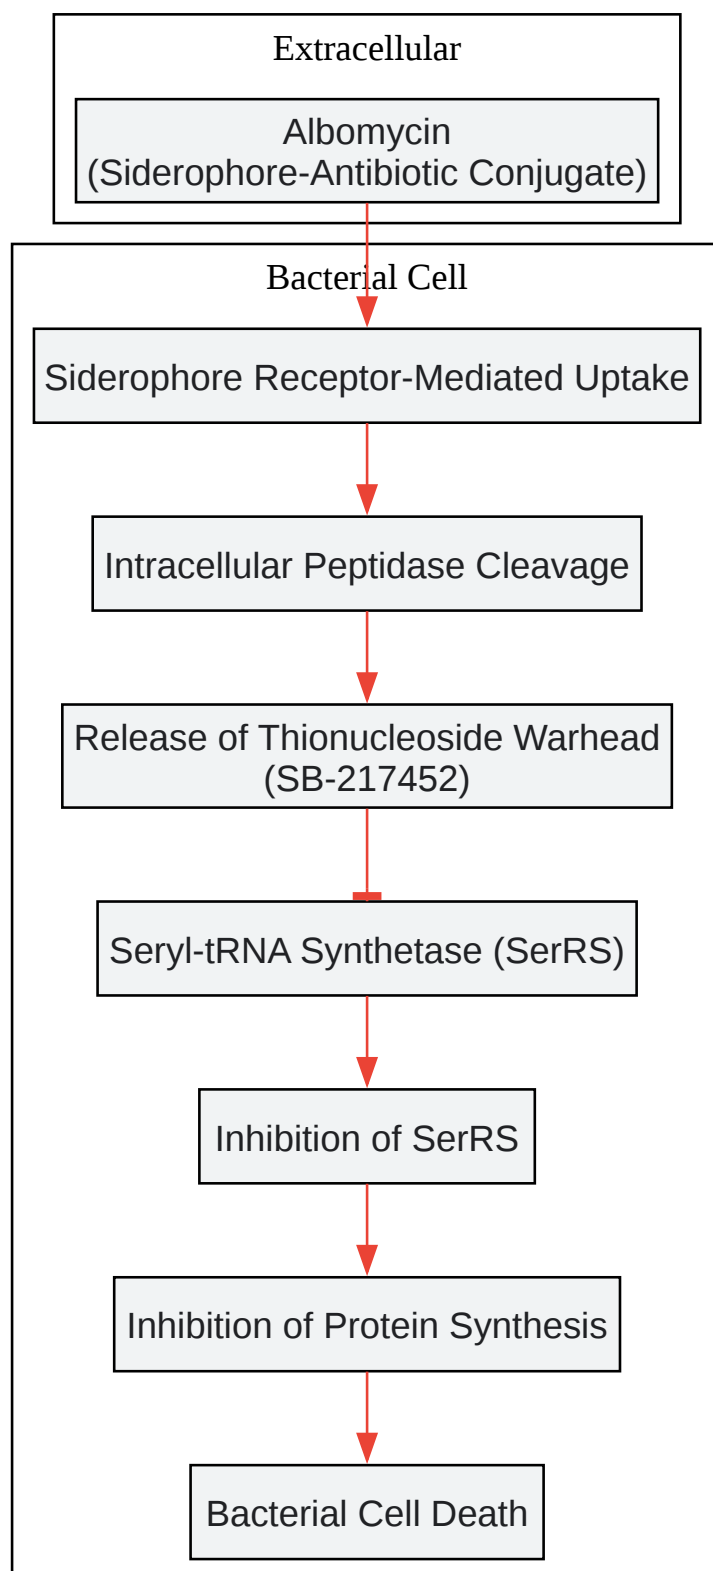 Extracellular
Albomycin
(Siderophore-Antibiotic Conjugate)
Bacterial Cell
Siderophore Receptor-Mediated Uptake
Intracellular Peptidase Cleavage
Release of Thionucleoside Warhead
(SB-217452)
Seryl-tRNA Synthetase (SerRS)
Inhibition of SerRS
Inhibition of Protein Synthesis
Bacterial Cell Death